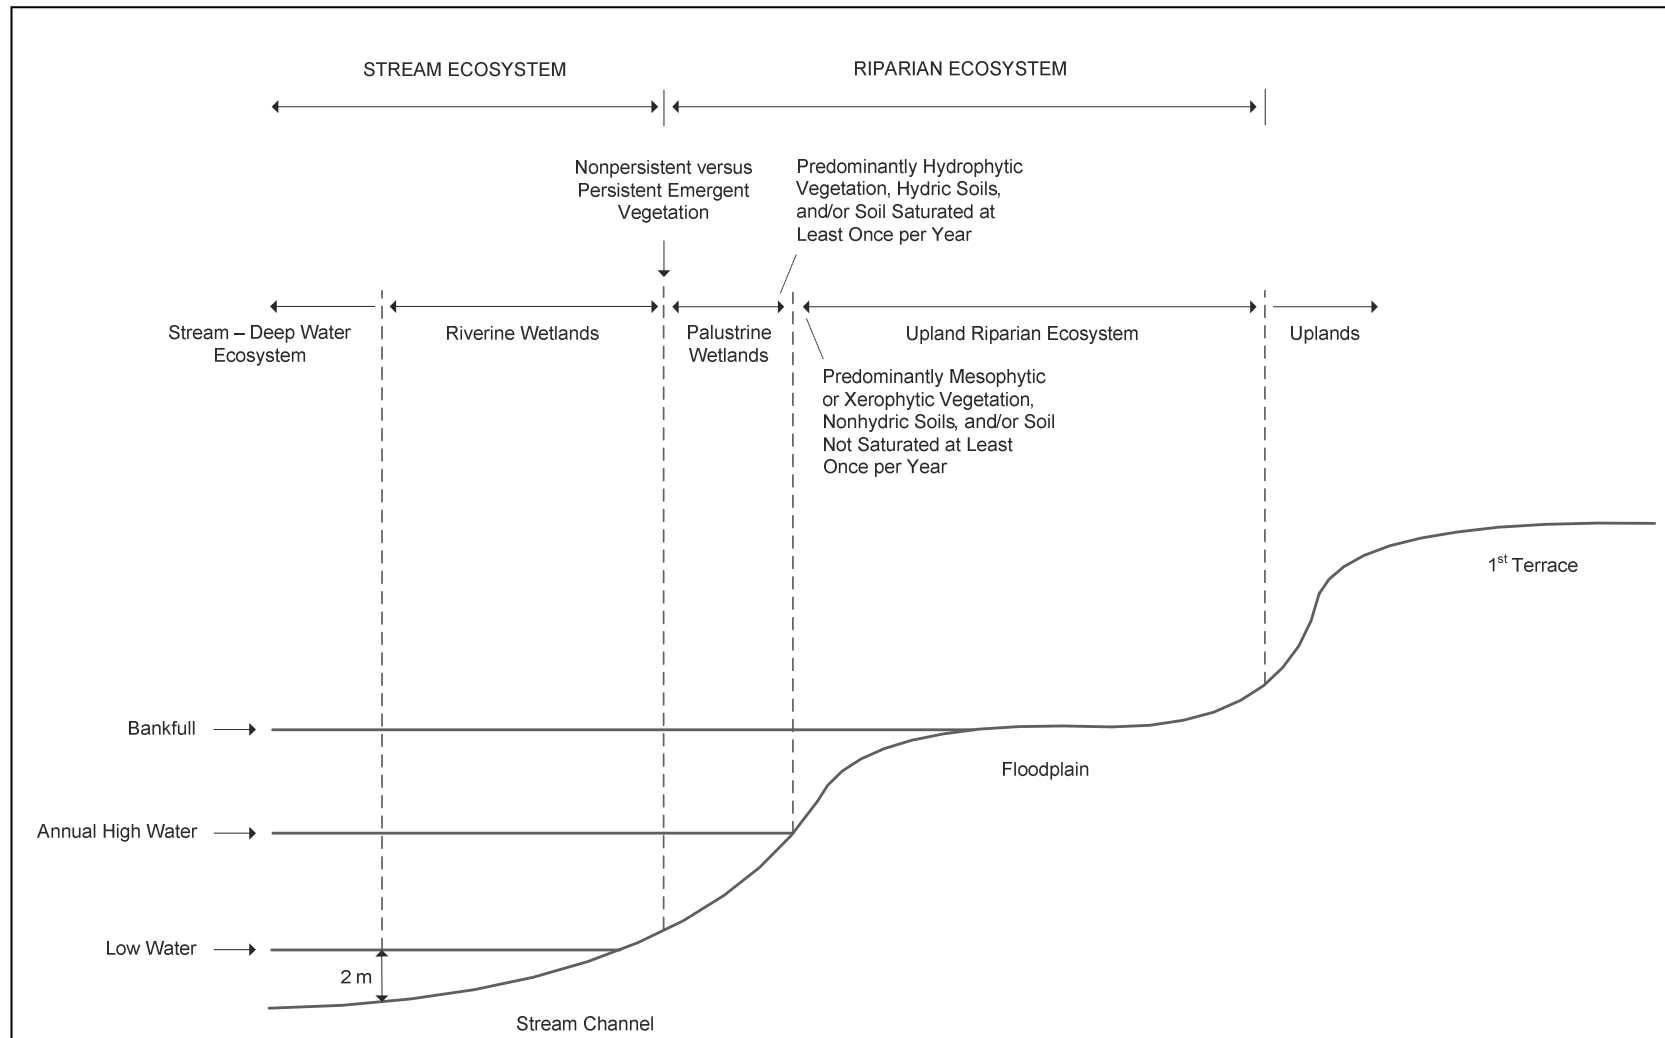 STREAM ECOSYSTEM
RIPARIAN ECOSYSTEM
Nonpersistent versus
Persistent Emergent
Vegetation
Predominantly Hydrophytic
Vegetation, Hydric Soils,
and/or Soil Saturated at
Least Once per Year
Stream – Deep Water
Ecosystem
Riverine Wetlands
Palustrine
Wetlands
Upland Riparian Ecosystem
Uplands
Predominantly Mesophytic
or Xerophytic Vegetation,
Nonhydric Soils, and/or Soil
Not Saturated at Least
Once per Year
1st Terrace
Bankfull
Floodplain
Annual High Water
Low Water
2 m
Stream Channel